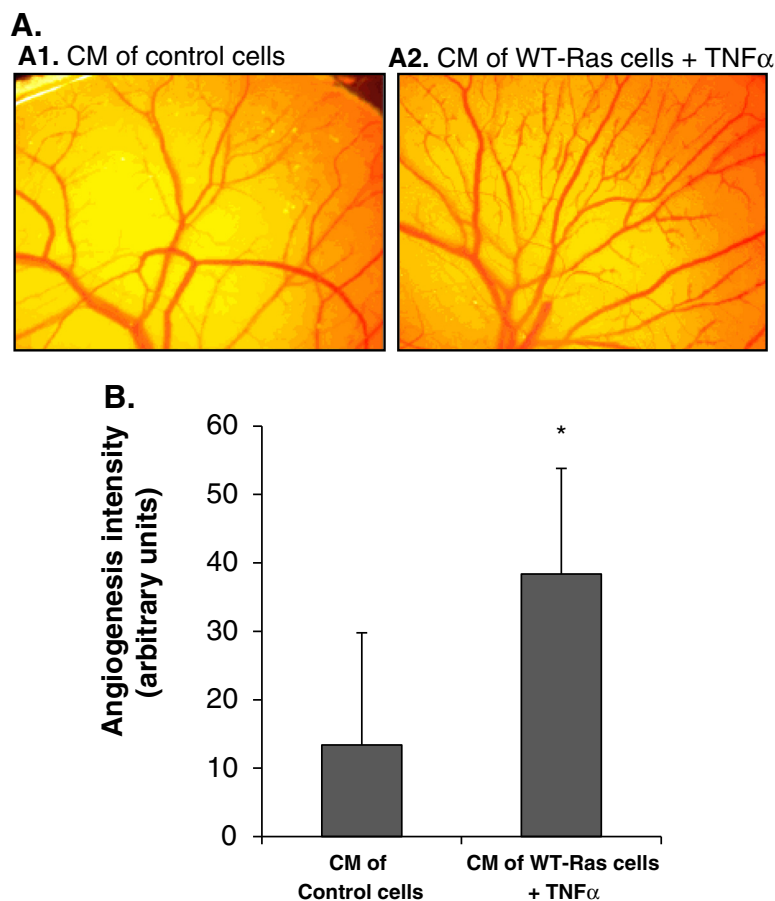 A.
A1. CM of control cells
A2. CM of WT-Ras cells + TNFα
B.
Angiogenesis intensity
(arbitrary units)
60
50
40
30
20
10
0
*
CM of
Control cells
CM of WT-Ras cells
+ TNFα